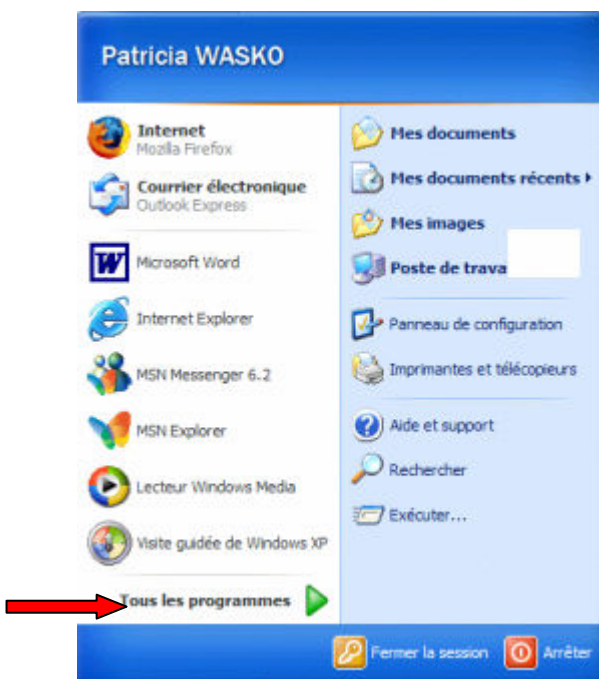 Patricia WASKO
Internet
Mozilla Firefox
Courrier électronique
Outlook Express
Microsoft Word
Internet Explorer
MSN Messenger 6.2
MSN Explorer
Lecteur Windows Media
Visite guidée de Windows XP
Tous les programmes
Mes documents
Mes documents récents
Mes images
Poste de trava
Panneau de configuration
Imprimantes et télécopieurs
Aide et support
Rechercher
Exécuter...
Fermer la session
Arrêter